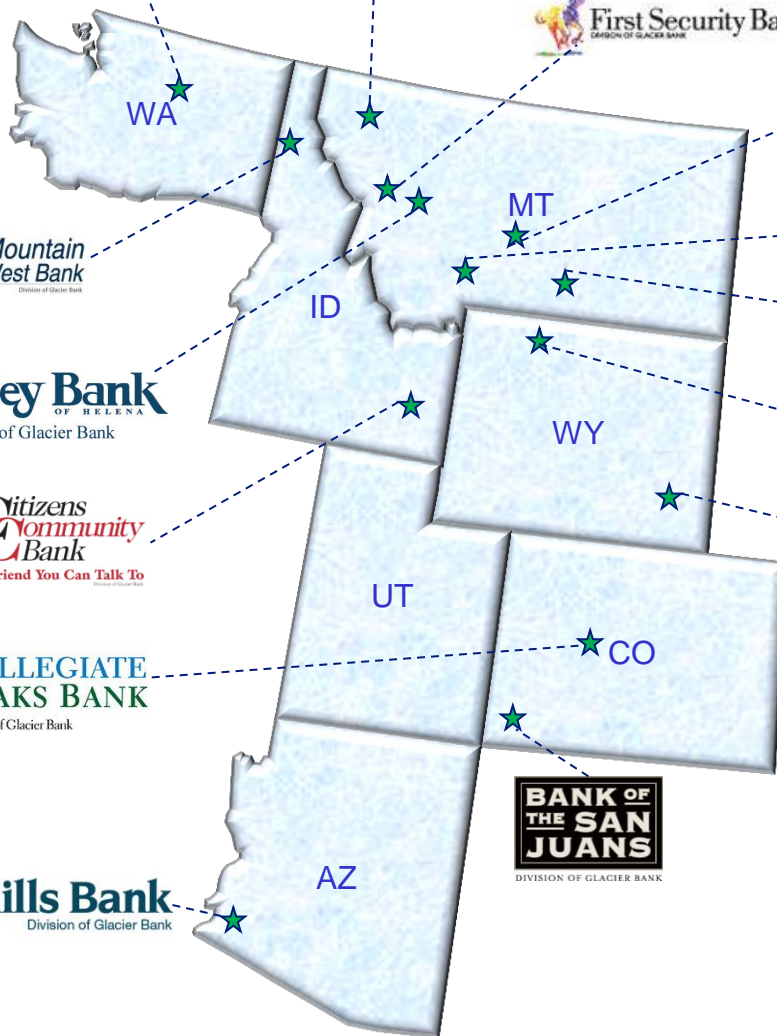 First Security Ba
DIVISION OF GLACIER BANK
WA
MT
Mountain
West Bank
Division of Glacier Bank
ID
ey Bank
OF HELENA
of Glacier Bank
WY
Citizens
Community
Bank
riend You Can Talk To
Division of Glacier Bank
UT
LLEGIATE
AKS BANK
f Glacier Bank
CO
BANK OF
THE SAN
JUANS
DIVISION OF GLACIER BANK
AZ
ills Bank
Division of Glacier Bank